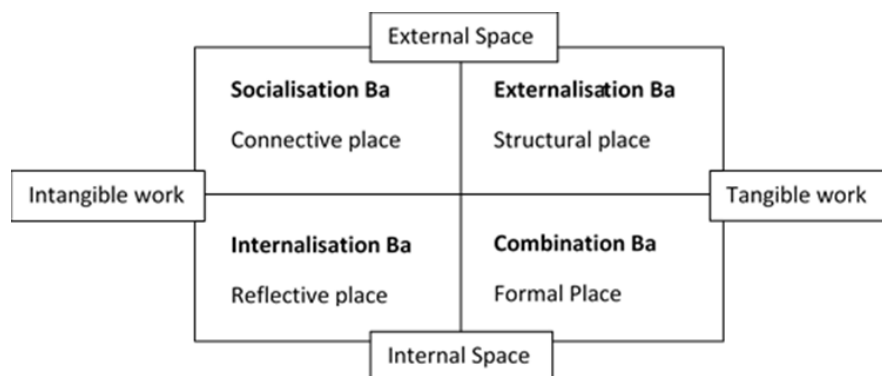 External Space
Socialisation Ba
Externalisation Ba
Connective place
Structural place
Intangible work
Tangible work
Internalisation Ba
Combination Ba
Reflective place
Formal Place
Internal Space